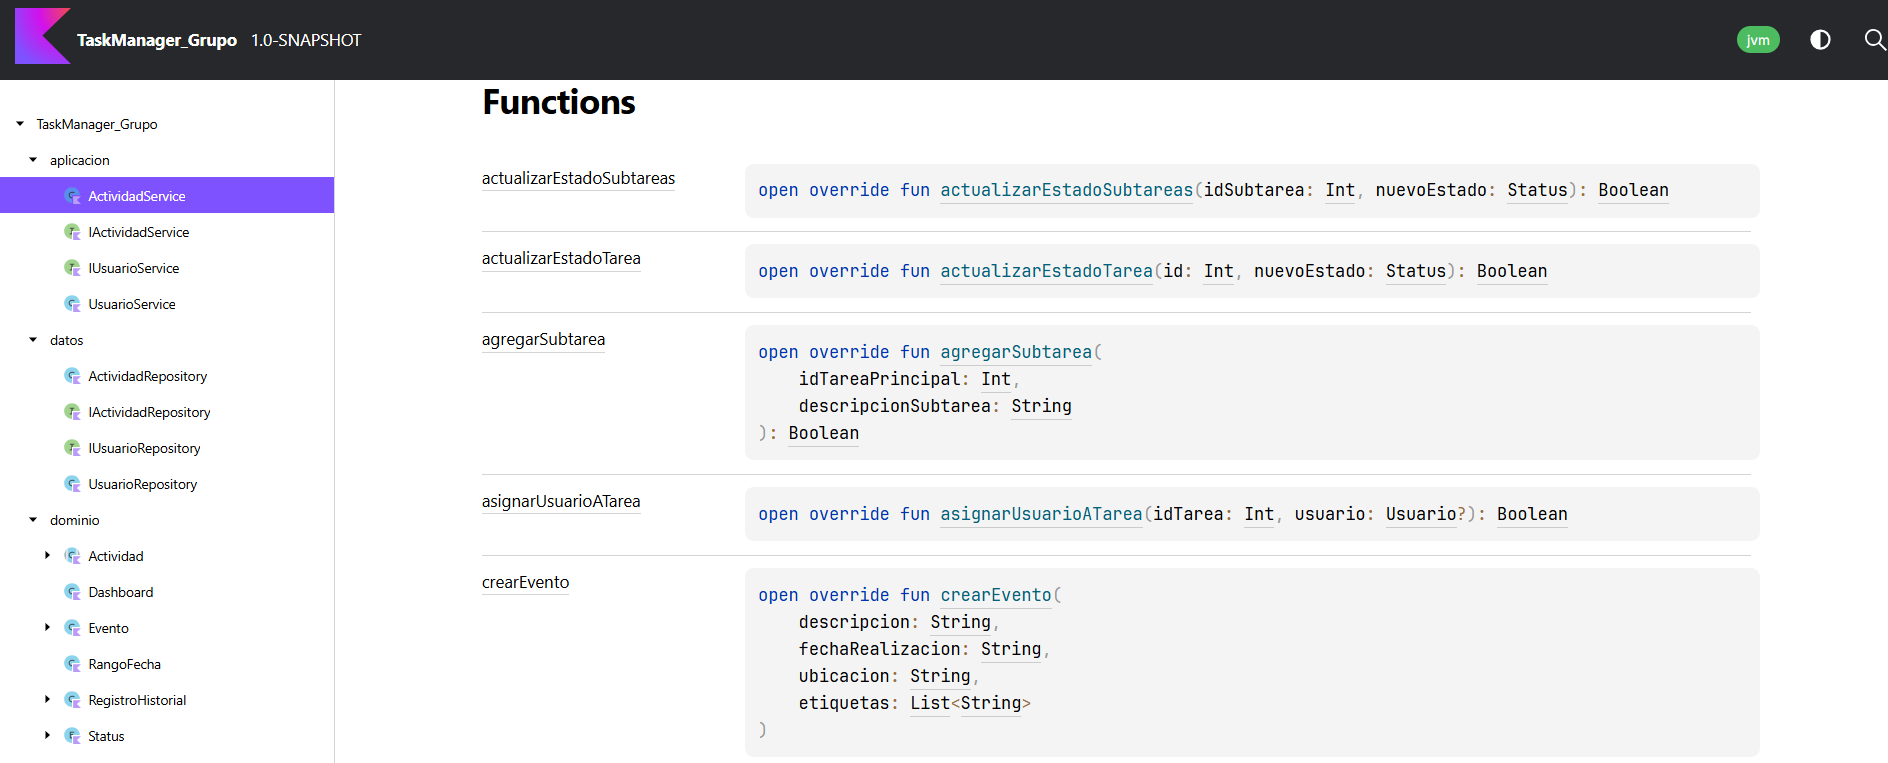 TaskManager_Grupo 1.0-SNAPSHOT
jvm
TaskManager_Grupo
aplicacion
ActividadService
IActividadService
IUsuarioService
UsuarioService
datos
ActividadRepository
IActividadRepository
IUsuarioRepository
UsuarioRepository
dominio
Actividad
Dashboard
Evento
RangoFecha
RegistroHistorial
Status
Functions
actualizarEstadoSubtareas
open override fun actualizarEstadoSubtareas(idSubtarea: Int, nuevoEstado: Status): Boolean
actualizarEstadoTarea
open override fun actualizarEstadoTarea(id: Int, nuevoEstado: Status): Boolean
agregarSubtarea
open override fun agregarSubtarea(
idTareaPrincipal: Int,
descripcionSubtarea: String
): Boolean
asignarUsuarioATarea
open override fun asignarUsuarioATarea(idTarea: Int, usuario: Usuario?): Boolean
crearEvento
open override fun crearEvento(
descripcion: String,
fechaRealizacion: String,
ubicacion: String,
etiquetas: List<String>
)